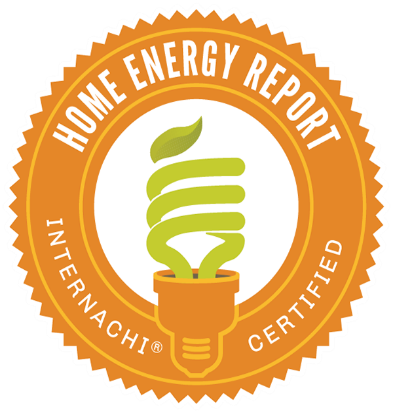 HOME ENERGY REPORT
INTERNACHI®
CERTIFIED